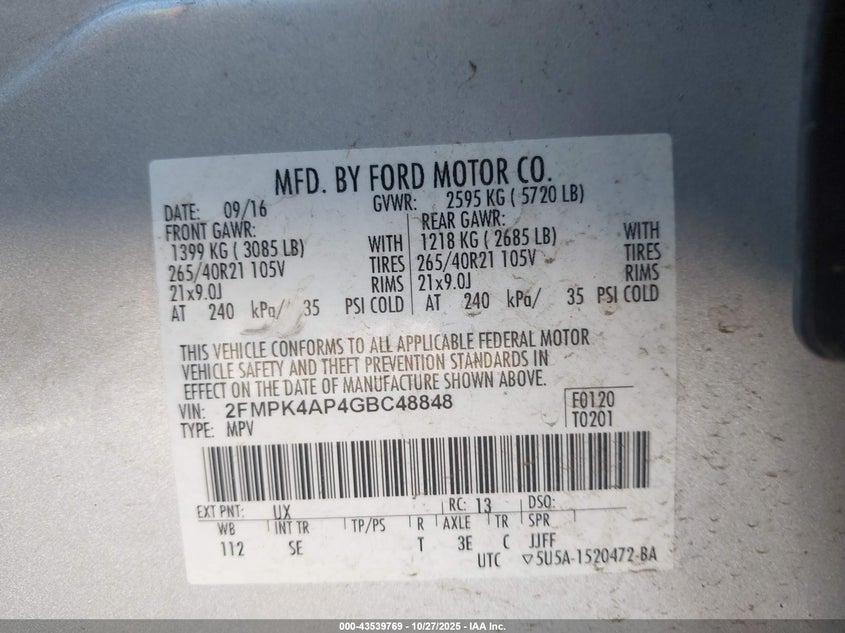 MFD. BY FORD MOTOR CO.
DATE: 09/16 GVWR: 2595 KG ( 5720 LB)
FRONT GAWR: REAR GAWR:
1399 KG ( 3085 LB) WITH 1218 KG ( 2685 LB) WITH
265/40R21 105V TIRES 265/40R21 105V TIRES
21x9.0J RIMS 21x9.0J RIMS
AT 240 kPa/ 35 PSI COLD AT 240 kPa/ 35 PSI COLD
THIS VEHICLE CONFORMS TO ALL APPLICABLE FEDERAL MOTOR
VEHICLE SAFETY AND THEFT PREVENTION STANDARDS IN
EFFECT ON THE DATE OF MANUFACTURE SHOWN ABOVE.
VIN: 2FMPK4AP4GBC48848 F0120
TYPE: MPV T0201
EXT PNT: UX RC: 13 DSO:
WB INT TR TP/PS R AXLE TR SPR
112 SE T 3E C JJFF
UTC ▽5U5A-1520472-BA
000-43539769 - 10/27/2025 - IAA Inc.